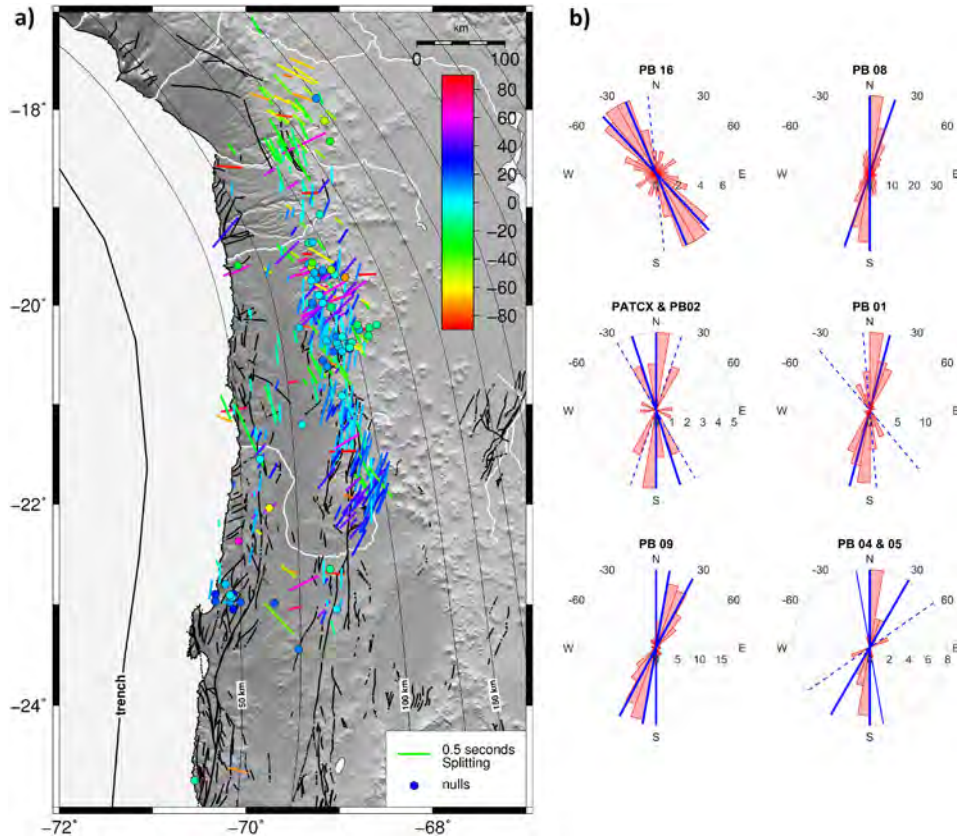 a)
km
0 100
80
60
40
20
0
−20
−40
−60
−80
−18
−20
−22
−24
−72 −70 −68
trench
50 km
100 km
150 km
0.5 seconds
Splitting
nulls
b)
PB 16
N
-30 30
-60 60
W E
2 4 6
S
PB 08
N
-30 30
-60 60
W E
10 20 30
S
PATCX & PB02
N
-30 30
-60 60
W E
1 2 3 4 5
S
PB 01
N
-30 30
-60 60
W E
5 10
S
PB 09
N
-30 30
-60 60
W E
5 10 15
S
PB 04 & 05
N
-30 30
-60 60
W E
2 4 6 8
S